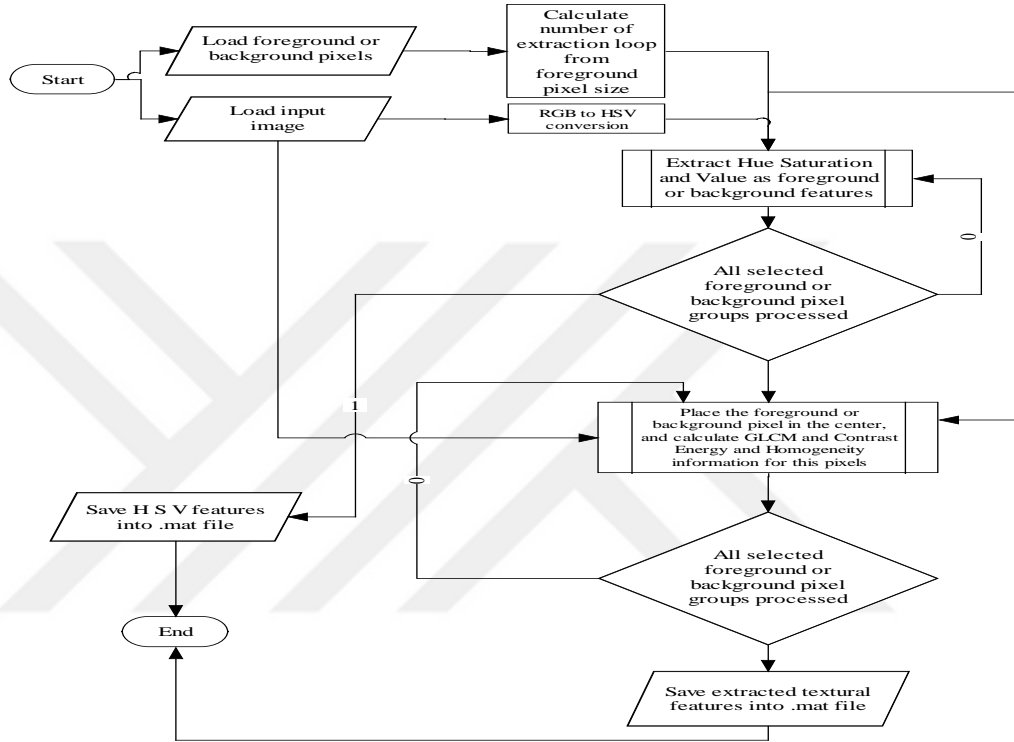 Start
Load foreground or
background pixels
Calculate
number of
extraction loop
from
foreground
pixel size
Load input
image
RGB to HSV
conversion
Extract Hue Saturation
and Value as foreground
or background features
0
All selected
foreground or
background pixel
groups processed
1
Place the foreground or
background pixel in the center,
and calculate GLCM and Contrast
Energy and Homogeneity
information for this pixels
0
Save H S V features
into .mat file
All selected
foreground or
background pixel
groups processed
End
Save extracted textural
features into .mat file